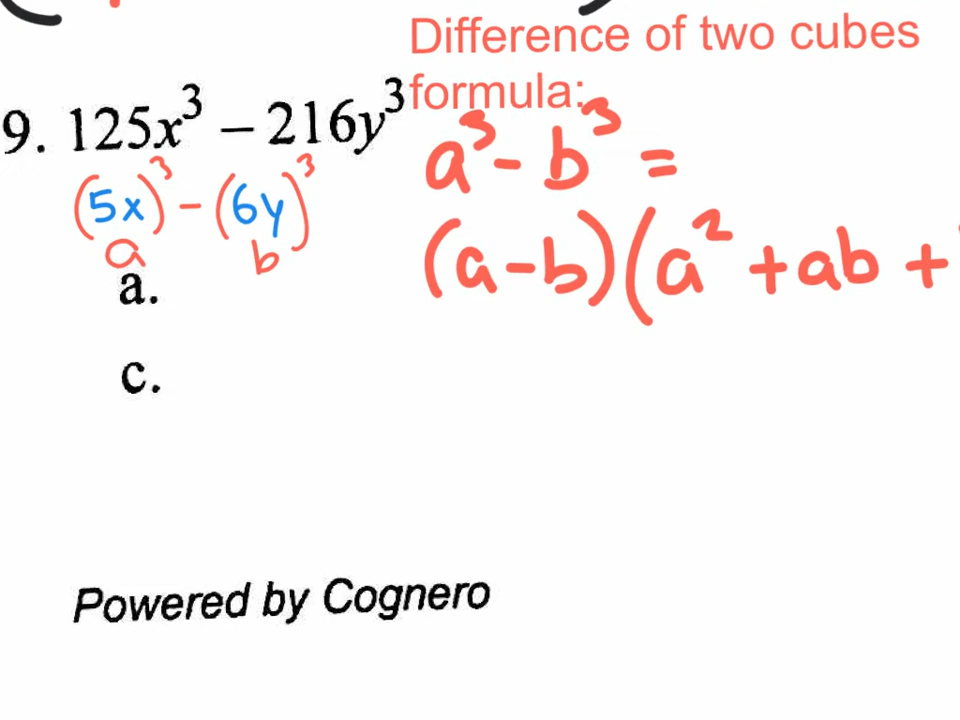 Difference of two cubes
formula:
9. 125x³ – 216y³
a³ - b³ =
(5x)³ - (6y)³
a b
(a-b)(a² + ab +
a.
c.
Powered by Cognero